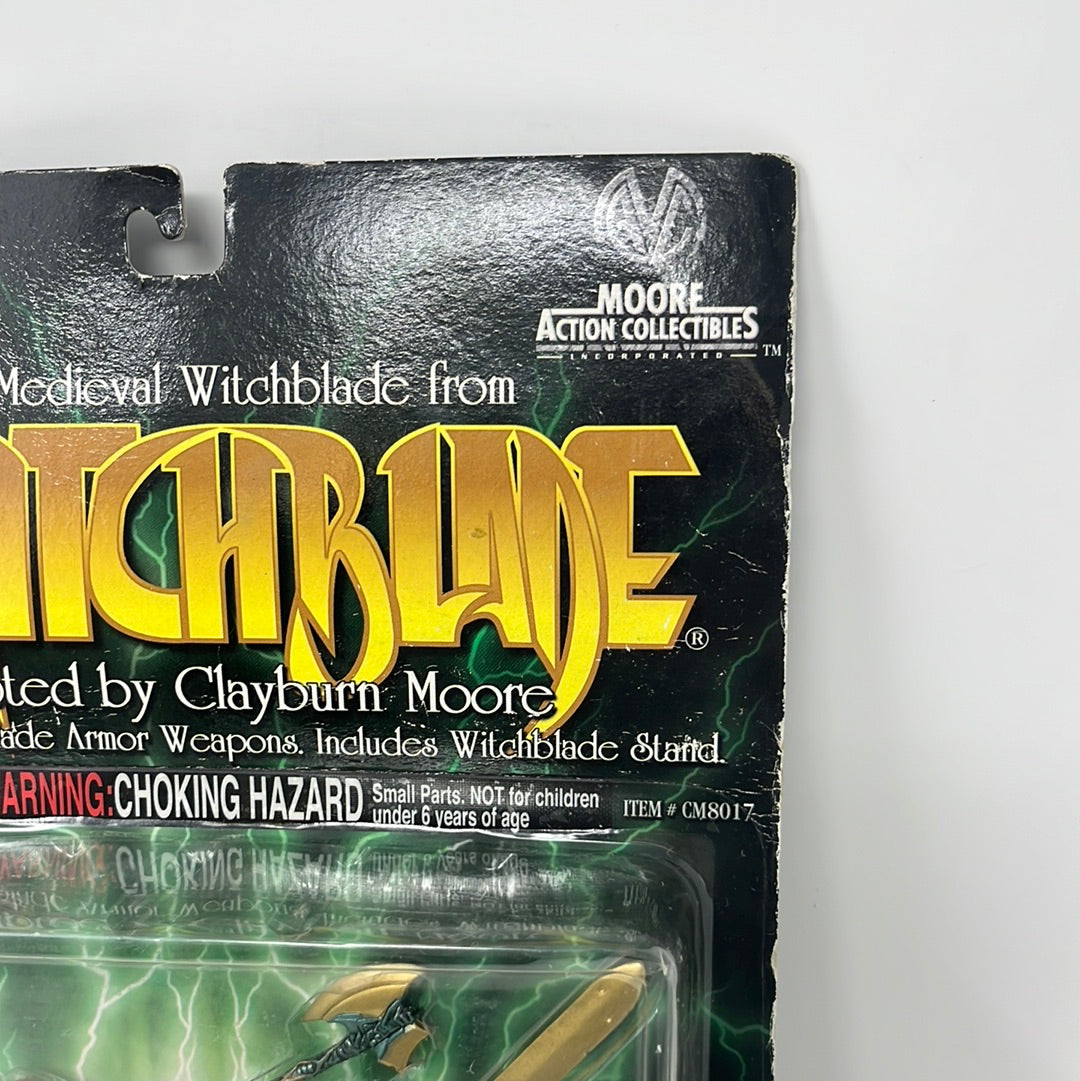 MOORE
ACTION COLLECTIBLES
INCORPORATED
TM
Medieval Witchblade from
ITCHBLADE®
pted by Clayburn Moore
ade Armor Weapons. Includes Witchblade Stand.
ARNING: CHOKING HAZARD
Small Parts. NOT for children
under 6 years of age
ITEM # CM8017